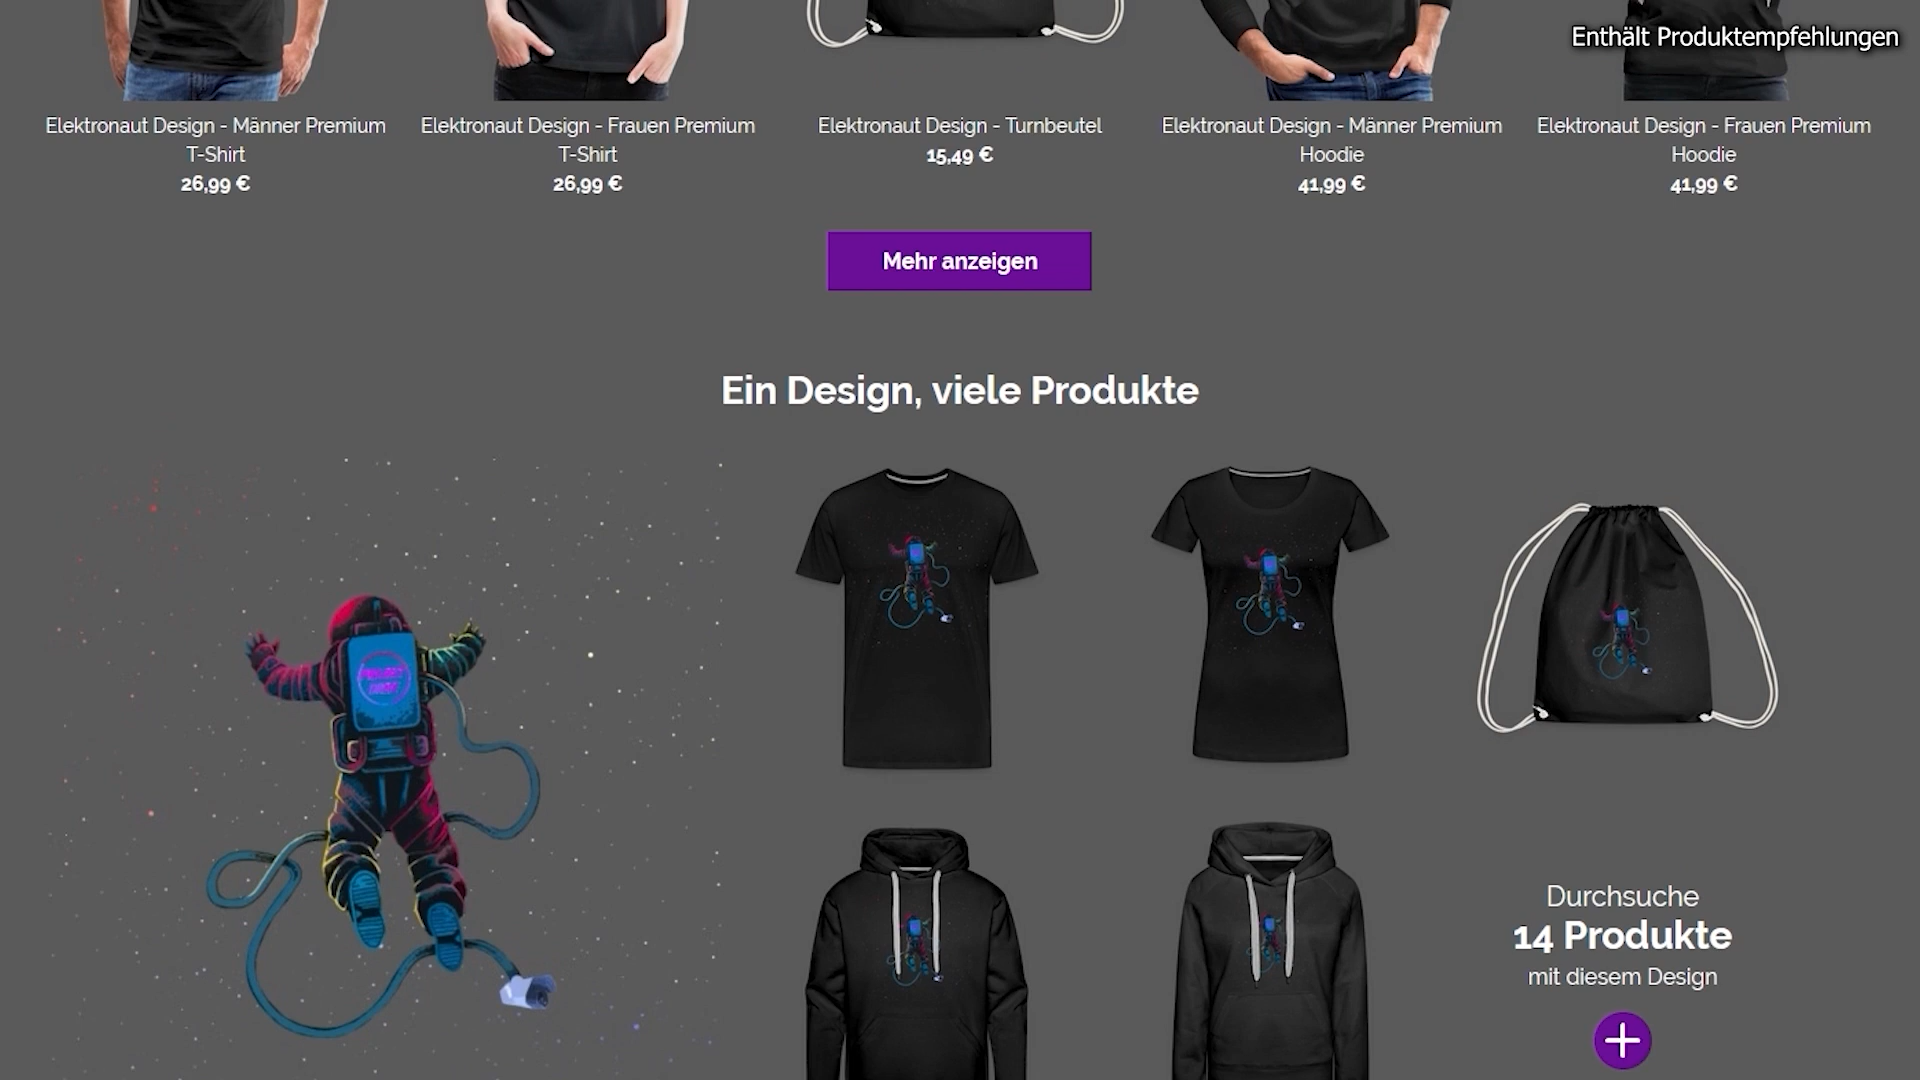 Enthält Produktempfehlungen
Elektronaut Design - Männer Premium
T-Shirt
26,99 €
Elektronaut Design - Frauen Premium
T-Shirt
26,99 €
Elektronaut Design - Turnbeutel
15,49 €
Elektronaut Design - Männer Premium
Hoodie
41,99 €
Elektronaut Design - Frauen Premium
Hoodie
41,99 €
Mehr anzeigen
Ein Design, viele Produkte
Durchsuche
14 Produkte
mit diesem Design